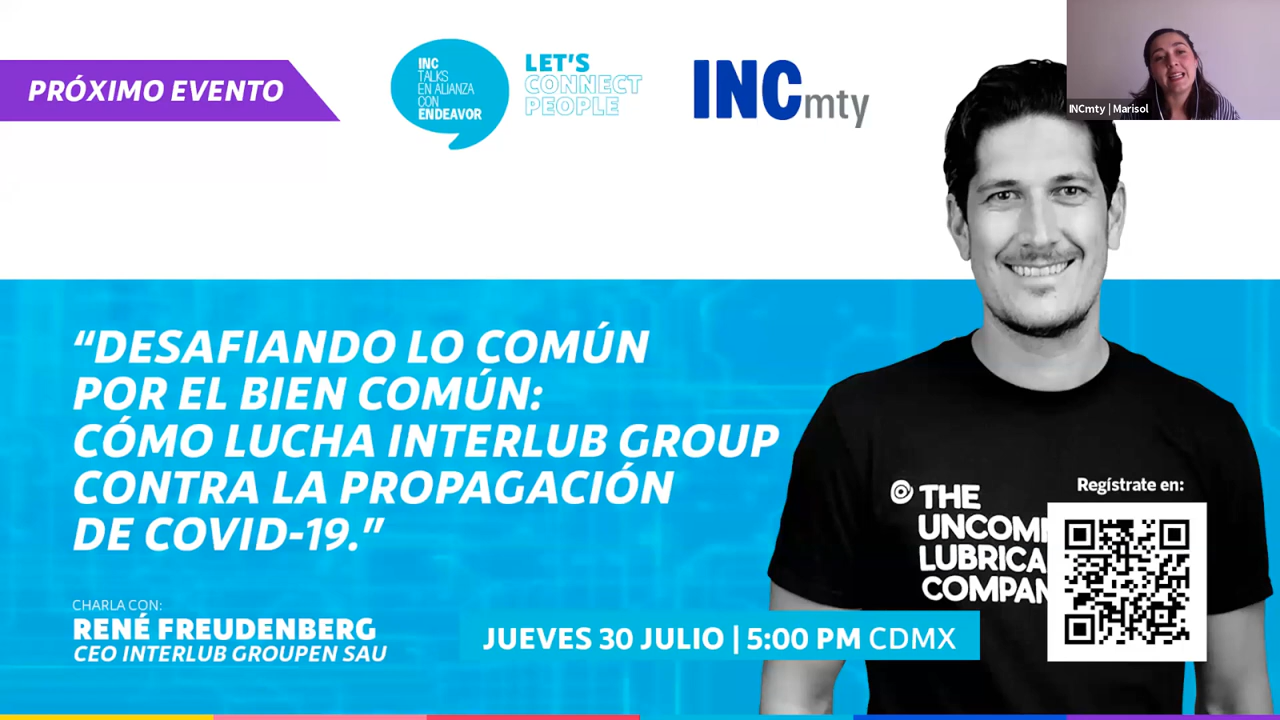 PRÓXIMO EVENTO
INC
TALKS
EN ALIANZA
CON
ENDEAVOR
LET'S
CONNECT
PEOPLE
INCmty
INCmty | Marisol
“DESAFIANDO LO COMÚN
POR EL BIEN COMÚN:
CÓMO LUCHA INTERLUB GROUP
CONTRA LA PROPAGACIÓN
DE COVID-19.”
THE
UNCOMM
LUBRICA
COMPAN
Regístrate en:
CHARLA CON:
RENÉ FREUDENBERG
CEO INTERLUB GROUPEN SAU
JUEVES 30 JULIO | 5:00 PM CDMX